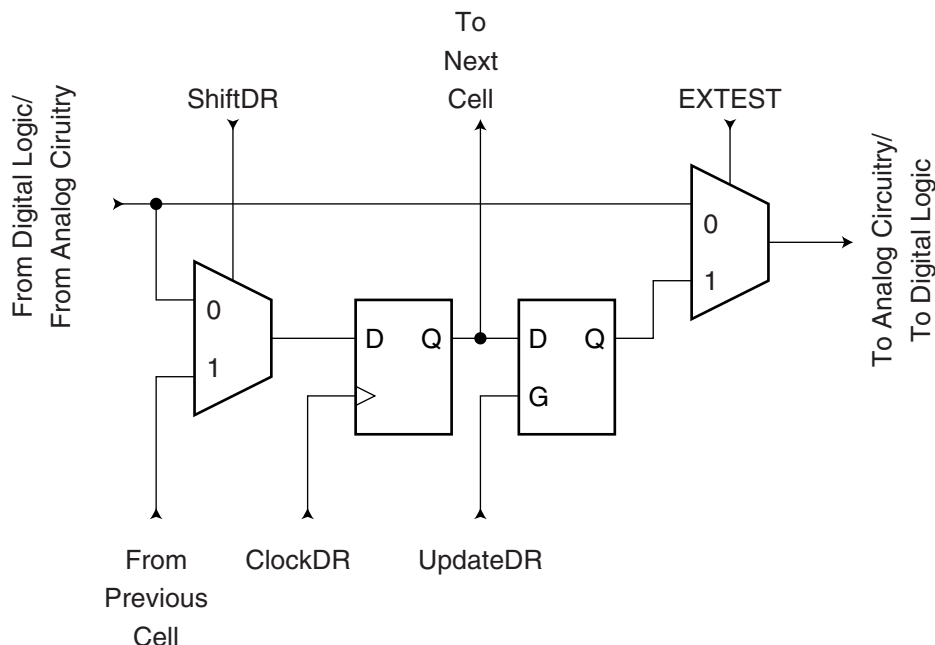 To
Next
Cell
ShiftDR
EXTEST
From Digital Logic/
From Analog Ciruitry
To Analog Circuitry/
To Digital Logic
0
0
1
1
D
Q
D
Q
G
From
Previous
Cell
ClockDR
UpdateDR